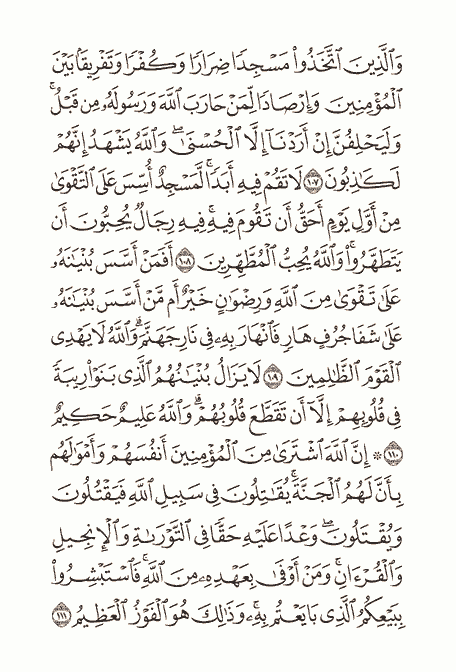 وَٱلَّذِينَ ٱتَّخَذُواْ مَسْجِدًا ضِرَارًا وَكُفْرًا وَتَفْرِيقَۢا بَيْنَ
ٱلْمُؤْمِنِينَ وَإِرْصَادًا لِّمَنْ حَارَبَ ٱللَّهَ وَرَسُولَهُۥ مِن قَبْلُۚ
وَلَيَحْلِفُنَّ إِنْ أَرَدْنَآ إِلَّا ٱلْحُسْنَىٰۖ وَٱللَّهُ يَشْهَدُ إِنَّهُمْ
لَكَٰذِبُونَ ١٠٧ لَا تَقُمْ فِيهِ أَبَدًاۚ لَّمَسْجِدٌ أُسِّسَ عَلَى ٱلتَّقْوَىٰ
مِنْ أَوَّلِ يَوْمٍ أَحَقُّ أَن تَقُومَ فِيهِۚ فِيهِ رِجَالٌ يُحِبُّونَ أَن
يَتَطَهَّرُواْۚ وَٱللَّهُ يُحِبُّ ٱلْمُطَّهِّرِينَ ١٠٨ أَفَمَنْ أَسَّسَ بُنْيَٰنَهُۥ
عَلَىٰ تَقْوَىٰ مِنَ ٱللَّهِ وَرِضْوَٰنٍ خَيْرٌ أَم مَّنْ أَسَّسَ بُنْيَٰنَهُۥ
عَلَىٰ شَفَا جُرُفٍ هَارٍ فَٱنْهَارَ بِهِۦ فِي نَارِ جَهَنَّمَۗ وَٱللَّهُ لَا يَهْدِي
ٱلْقَوْمَ ٱلظَّٰلِمِينَ ١٠٩ لَا يَزَالُ بُنْيَٰنُهُمُ ٱلَّذِي بَنَوْاْ رِيبَةً
فِي قُلُوبِهِمْ إِلَّآ أَن تَقَطَّعَ قُلُوبُهُمْۗ وَٱللَّهُ عَلِيمٌ حَكِيمٌ
١١٠ ۞ إِنَّ ٱللَّهَ ٱشْتَرَىٰ مِنَ ٱلْمُؤْمِنِينَ أَنفُسَهُمْ وَأَمْوَٰلَهُم
بِأَنَّ لَهُمُ ٱلْجَنَّةَۚ يُقَٰتِلُونَ فِي سَبِيلِ ٱللَّهِ فَيَقْتُلُونَ
وَيُقْتَلُونَۖ وَعْدًا عَلَيْهِ حَقًّا فِي ٱلتَّوْرَىٰةِ وَٱلْإِنجِيلِ
وَٱلْقُرْءَانِۚ وَمَنْ أَوْفَىٰ بِعَهْدِهِۦ مِنَ ٱللَّهِۚ فَٱسْتَبْشِرُواْ
بِبَيْعِكُمُ ٱلَّذِي بَايَعْتُم بِهِۦۚ وَذَٰلِكَ هُوَ ٱلْفَوْزُ ٱلْعَظِيمُ ١١١